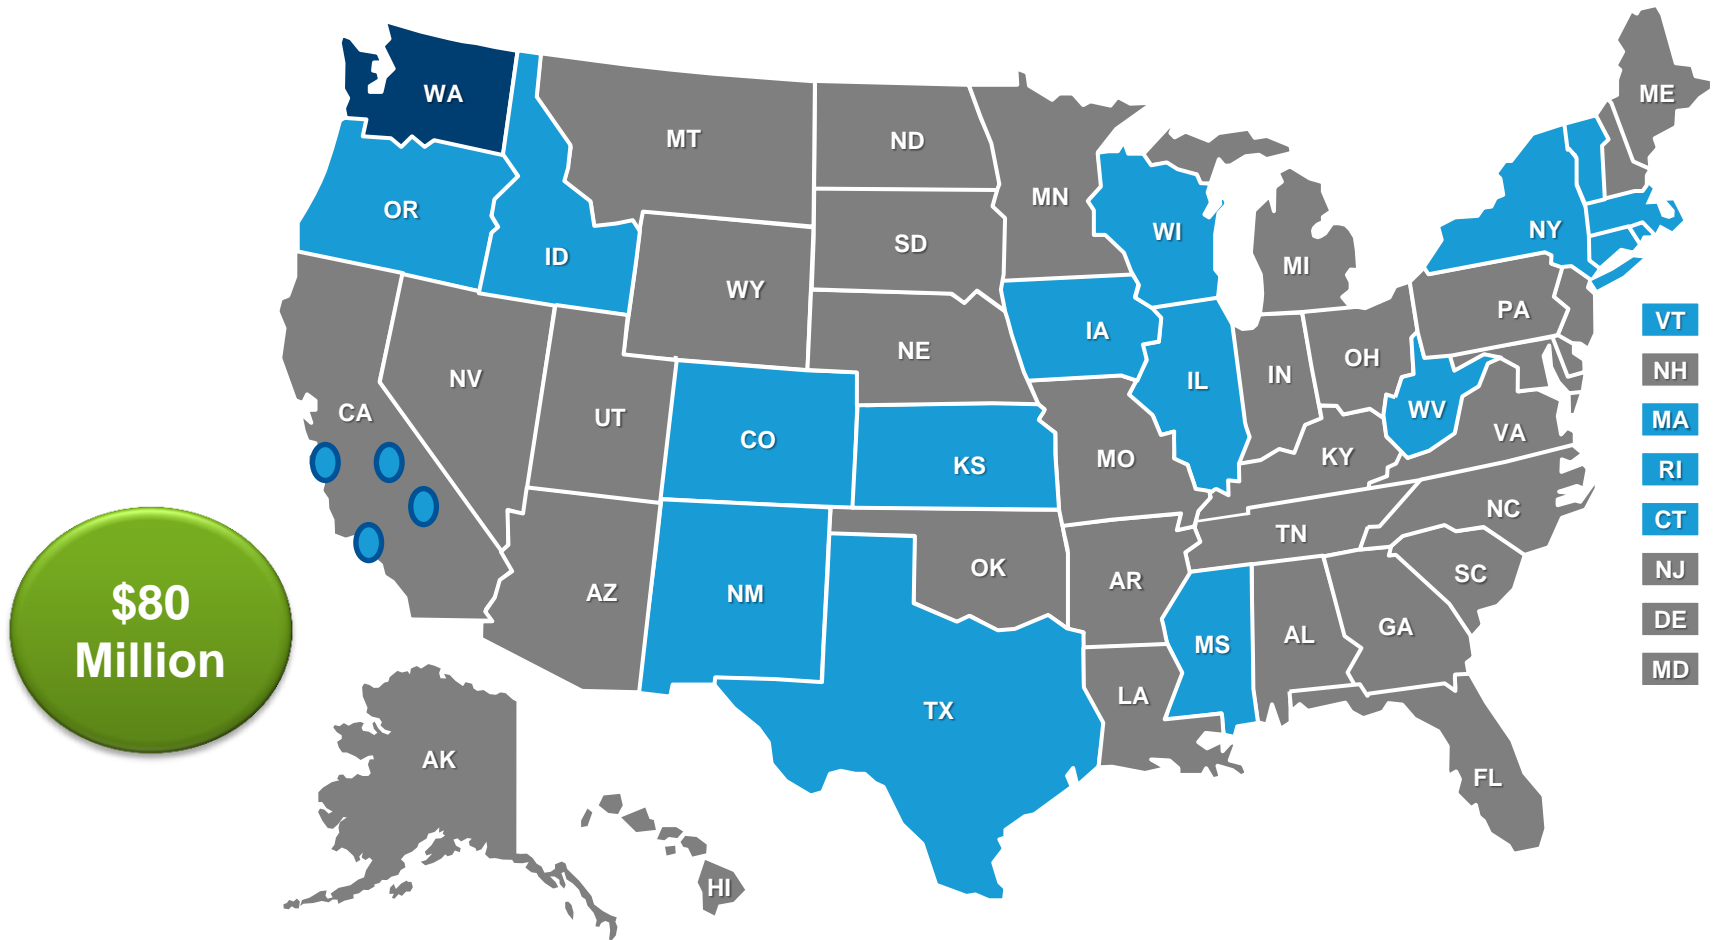 WA
MT
ND
MN
ME
OR
ID
WY
SD
WI
MI
NY
CA
NV
UT
CO
NE
KS
IA
IL
IN
OH
PA
WV
VA
KY
MO
NC
TN
SC
AZ
NM
OK
AR
MS
AL
GA
TX
LA
FL
AK
HI
VT
NH
MA
RI
CT
NJ
DE
MD
$80
Million